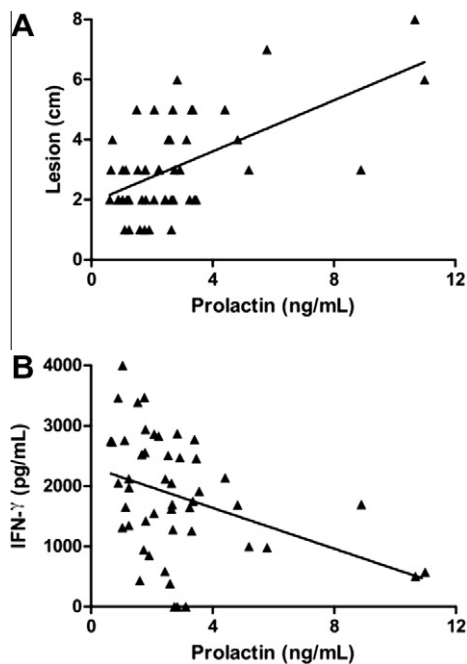 A
Lesion (cm)
8
6
4
2
0
0 4 8 12
Prolactin (ng/mL)
B
IFN-γ (pg/mL)
4000
3000
2000
1000
0
0 4 8 12
Prolactin (ng/mL)